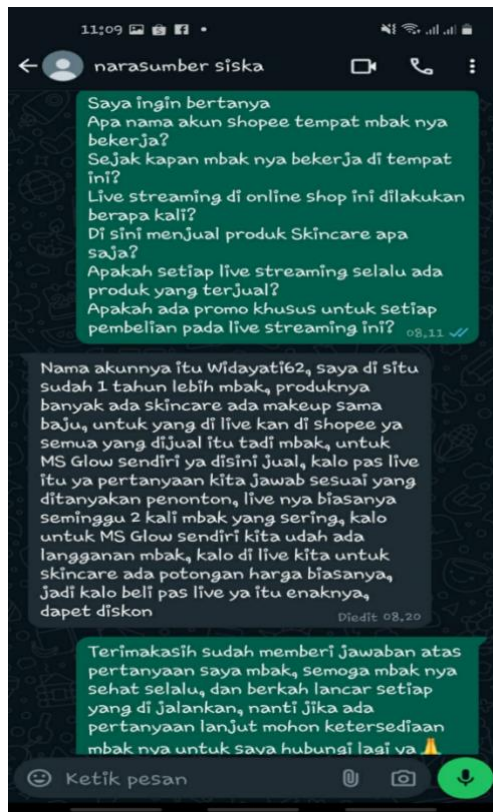 11:09
narasumber siska
Saya ingin bertanya
Apa nama akun shopee tempat mbak nya
bekerja?
Sejak kapan mbak nya bekerja di tempat
ini?
Live streaming di online shop ini dilakukan
berapa kali?
Di sini menjual produk Skincare apa
saja?
Apakah setiap live streaming selalu ada
produk yang terjual?
Apakah ada promo khusus untuk setiap
pembelian pada live streaming ini? 08.11
Nama akunnya itu Widayati62, saya di situ
sudah 1 tahun lebih mbak, produknya
banyak ada skincare ada makeup sama
baju, untuk yang di live kan di shopee ya
semua yang dijual itu tadi mbak, untuk
MS Glow sendiri ya disini jual, kalo pas live
itu ya pertanyaan kita jawab sesuai yang
ditanyakan penonton, live nya biasanya
seminggu 2 kali mbak yang sering, kalo
untuk MS Glow sendiri kita udah ada
langganan mbak, kalo di live kita untuk
skincare ada potongan harga biasanya,
jadi kalo beli pas live ya itu enaknya,
dapet diskon Diedit 08.20
Terimakasih sudah memberi jawaban atas
pertanyaan saya mbak, semoga mbak nya
sehat selalu, dan berkah lancar setiap
yang di jalankan, nanti jika ada
pertanyaan lanjut mohon ketersediaan
mbak nya untuk saya hubungi lagi ya 🙏
Ketik pesan